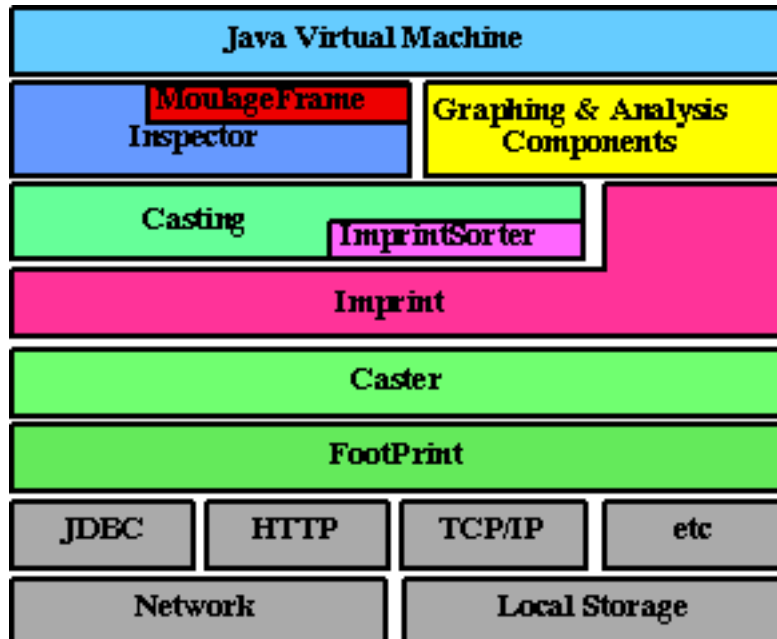 Java Virtual Machine
MoulageFrame
Inspector
Graphing & Analysis
Components
Casting
ImprintSorter
Imprint
Caster
FootPrint
JDBC
HTTP
TCP/IP
etc
Network
Local Storage